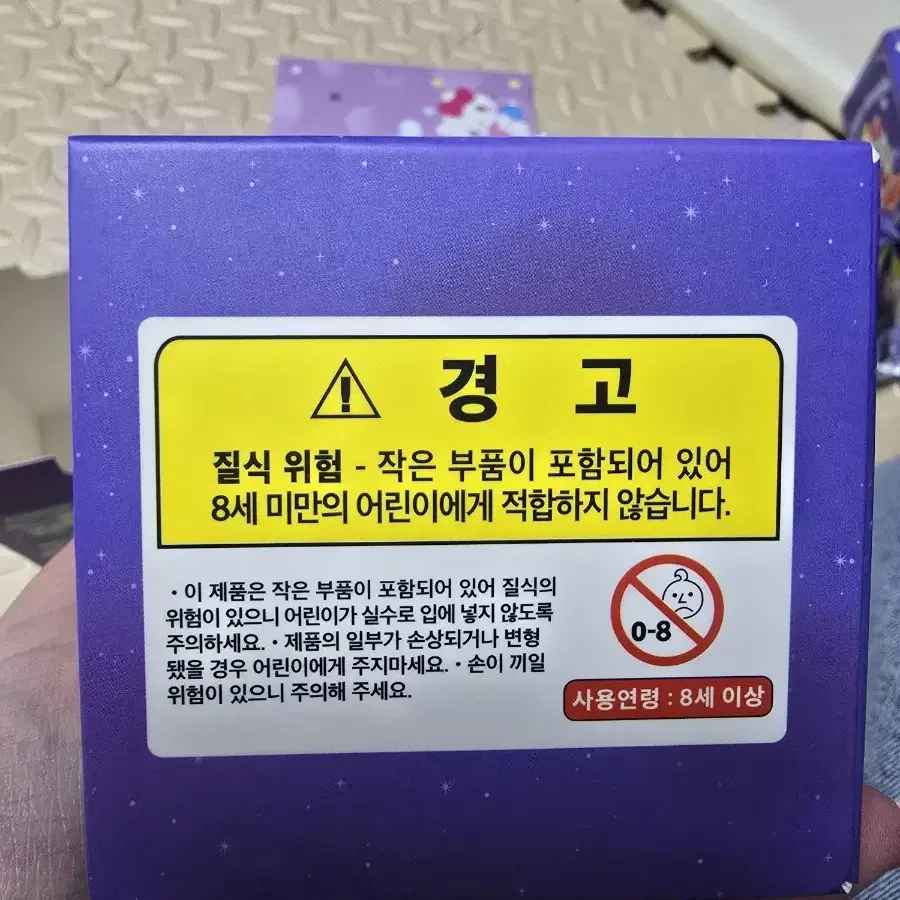 경 고
질식 위험 - 작은 부품이 포함되어 있어
8세 미만의 어린이에게 적합하지 않습니다.
· 이 제품은 작은 부품이 포함되어 있어 질식의
위험이 있으니 어린이가 실수로 입에 넣지 않도록
주의하세요. · 제품의 일부가 손상되거나 변형
됐을 경우 어린이에게 주지마세요. · 손이 끼일
위험이 있으니 주의해 주세요.
0-8
사용연령 : 8세 이상